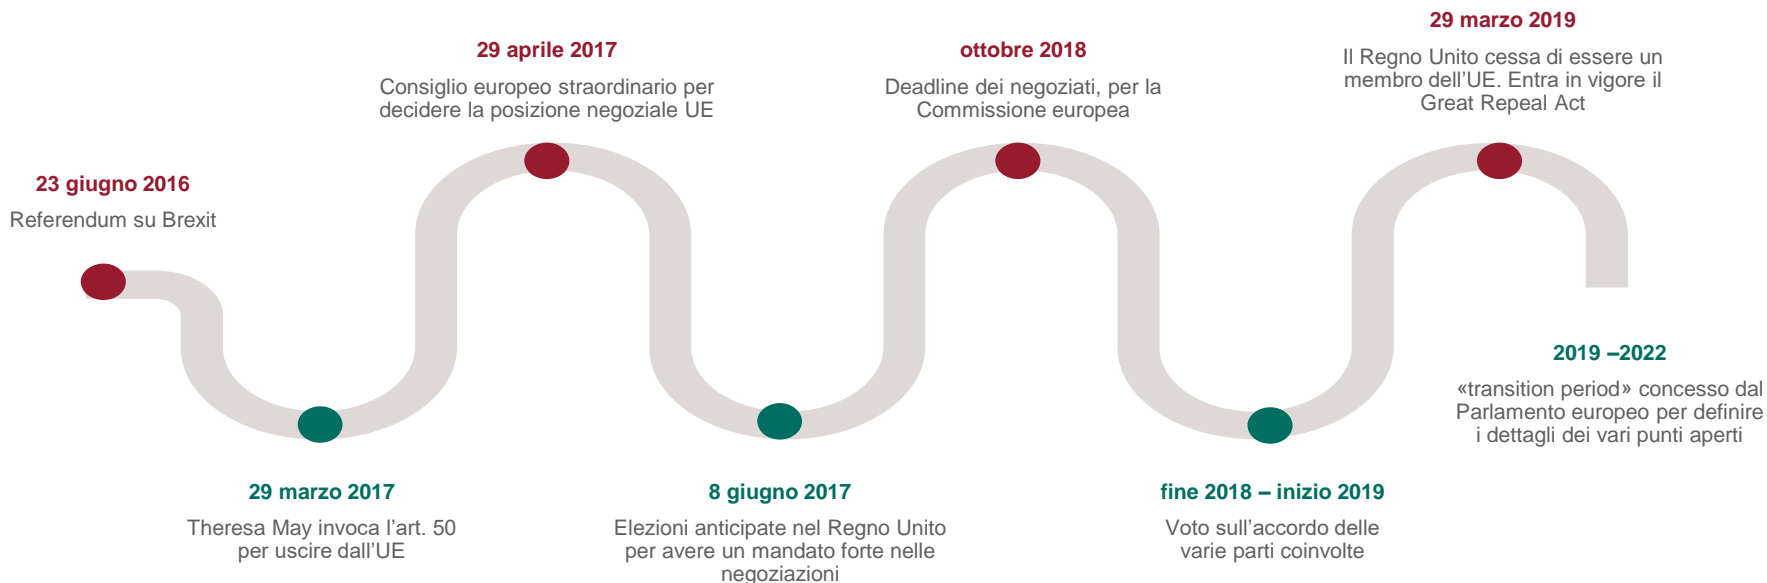 23 giugno 2016
Referendum su Brexit
29 marzo 2017
Theresa May invoca l’art. 50
per uscire dall’UE
29 aprile 2017
Consiglio europeo straordinario per
decidere la posizione negoziale UE
8 giugno 2017
Elezioni anticipate nel Regno Unito
per avere un mandato forte nelle
negoziazioni
ottobre 2018
Deadline dei negoziati, per la
Commissione europea
fine 2018 – inizio 2019
Voto sull’accordo delle
varie parti coinvolte
29 marzo 2019
Il Regno Unito cessa di essere un
membro dell’UE. Entra in vigore il
Great Repeal Act
2019 –2022
«transition period» concesso dal
Parlamento europeo per definire
i dettagli dei vari punti aperti